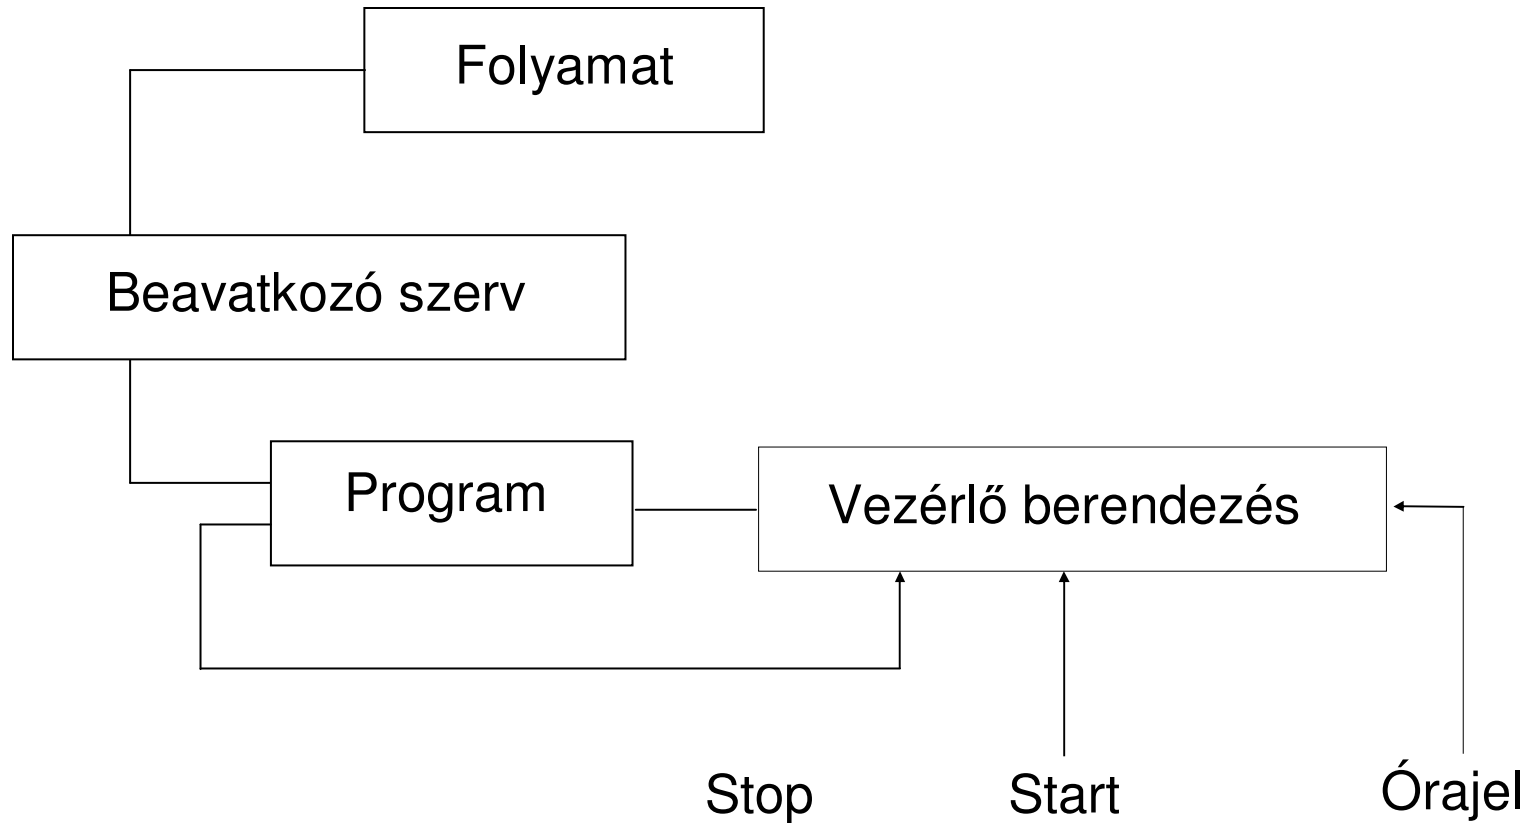 Folyamat
Beavatkozó szerv
Program
Vezérlő berendezés
Stop
Start
Órajel